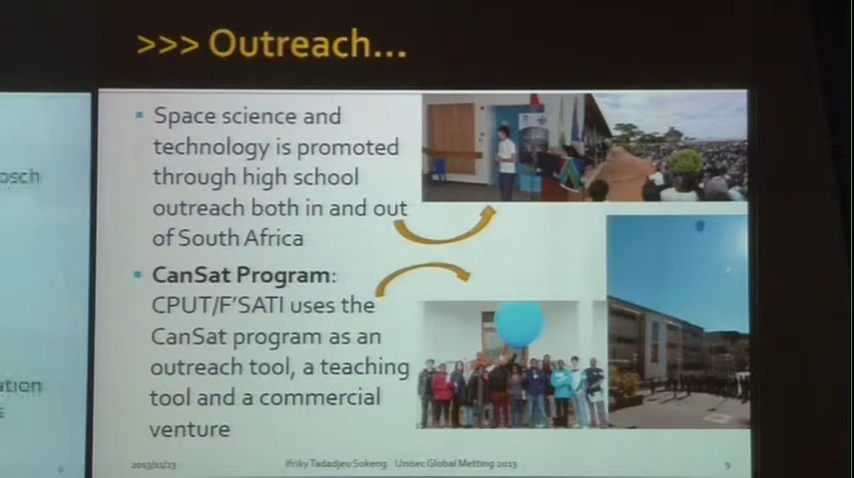 >>> Outreach...
Space science and
technology is promoted
through high school
outreach both in and out
of South Africa
CanSat Program:
CPUT/F'SATI uses the
CanSat program as an
outreach tool, a teaching
tool and a commercial
venture
2013/11/23 Ifriky Tadadjeu Sokeng Unisec Global Metting 2013 9